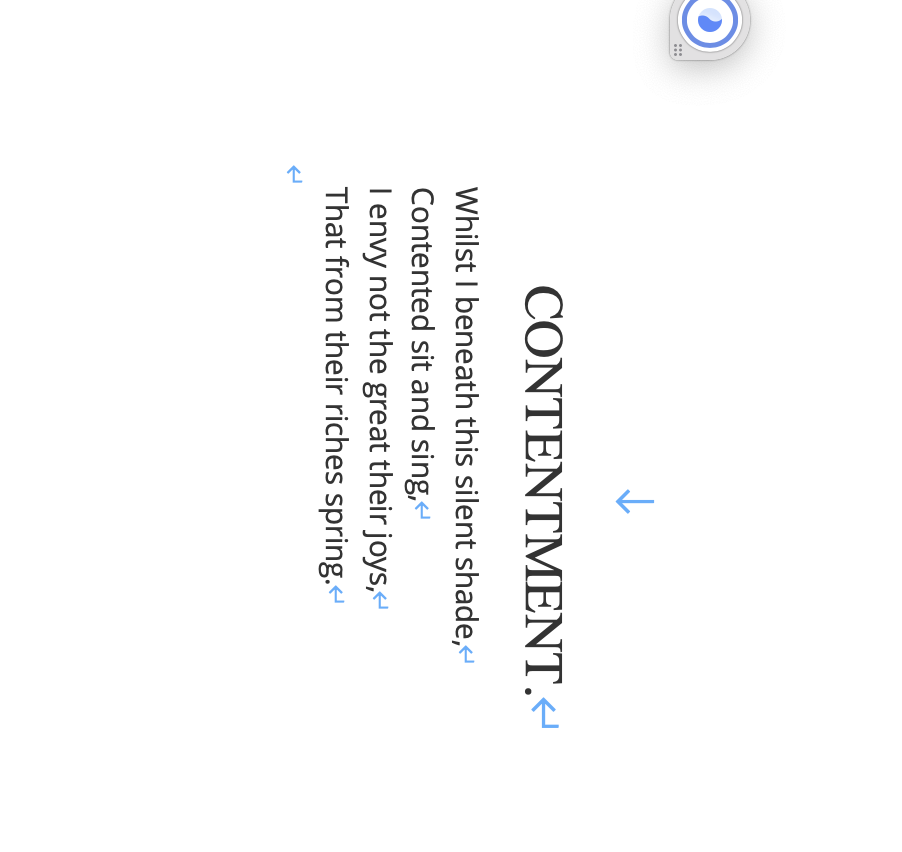 CONTENTMENT.
Whilst I beneath this silent shade,
Contented sit and sing,
I envy not the great their joys,
That from their riches spring.